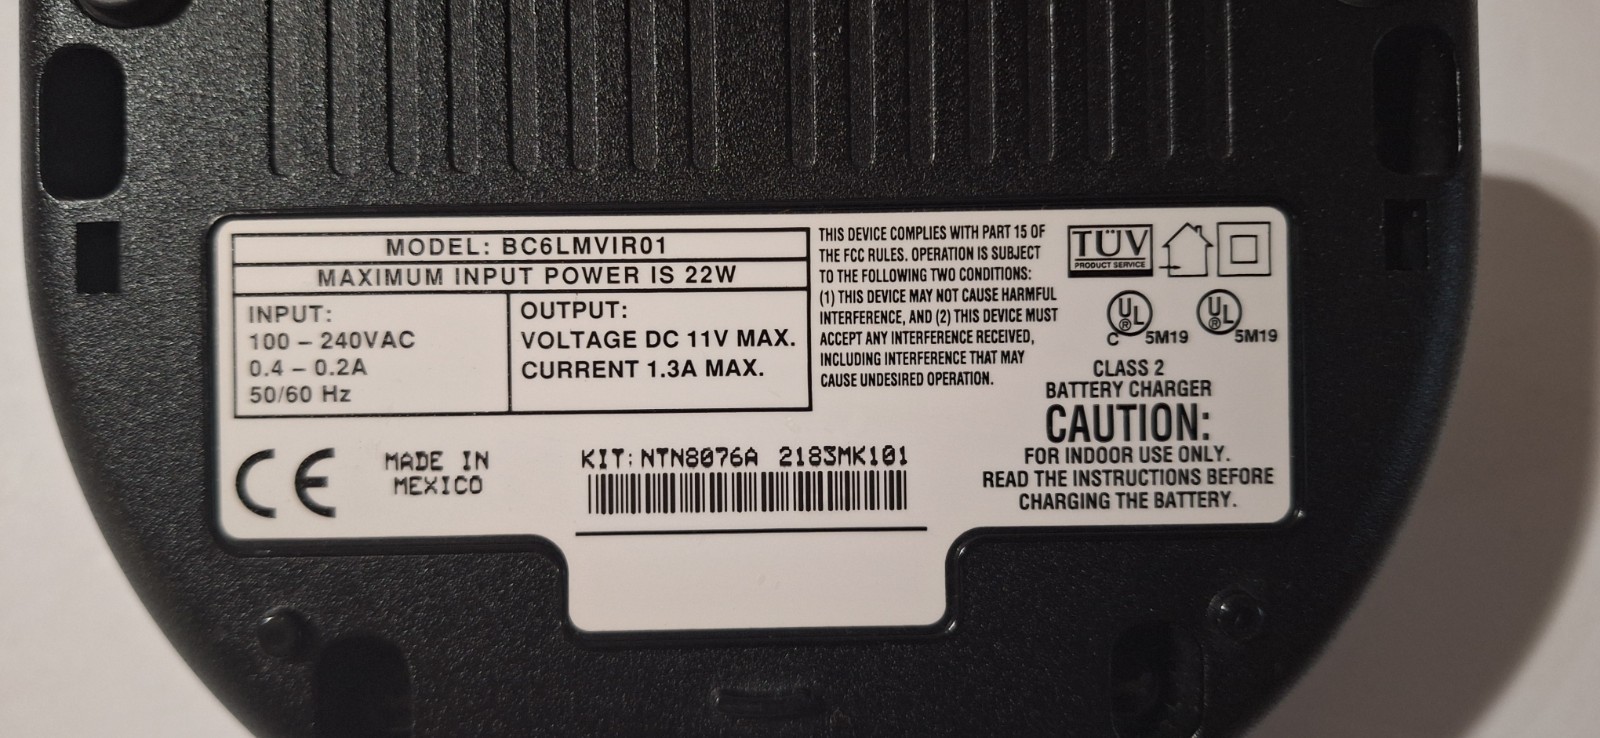 MODEL: BC6LMVIR01
MAXIMUM INPUT POWER IS 22W
INPUT:
100 – 240VAC
0.4 – 0.2A
50/60 Hz
OUTPUT:
VOLTAGE DC 11V MAX.
CURRENT 1.3A MAX.
THIS DEVICE COMPLIES WITH PART 15 OF
THE FCC RULES. OPERATION IS SUBJECT
TO THE FOLLOWING TWO CONDITIONS:
(1) THIS DEVICE MAY NOT CAUSE HARMFUL
INTERFERENCE, AND (2) THIS DEVICE MUST
ACCEPT ANY INTERFERENCE RECEIVED,
INCLUDING INTERFERENCE THAT MAY
CAUSE UNDESIRED OPERATION.
TÜV
PRODUCT SERVICE
C UL ® 5M19
UL ® 5M19
CLASS 2
BATTERY CHARGER
CAUTION:
FOR INDOOR USE ONLY.
READ THE INSTRUCTIONS BEFORE
CHARGING THE BATTERY.
CE
MADE IN
MEXICO
KIT: NTN8076A 2183MK101